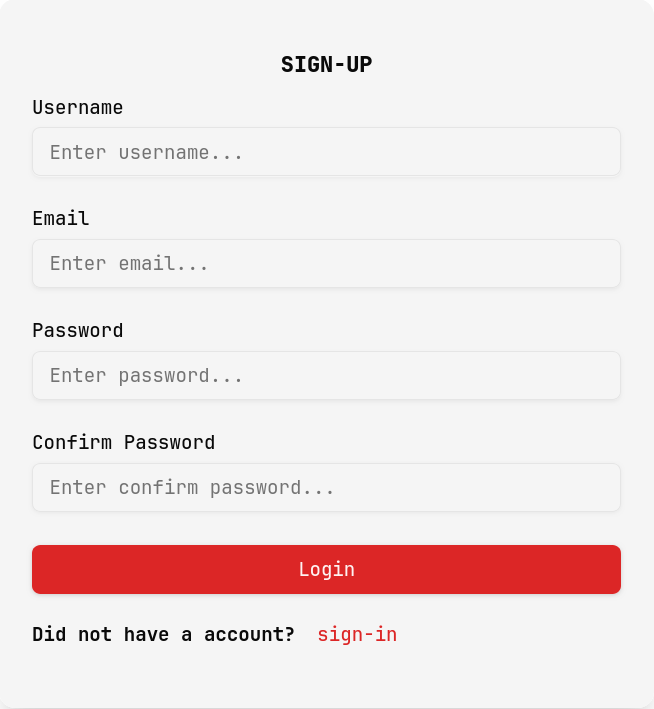 SIGN-UP
Username
Enter username...
Email
Enter email...
Password
Enter password...
Confirm Password
Enter confirm password...
Login
Did not have a account? sign-in